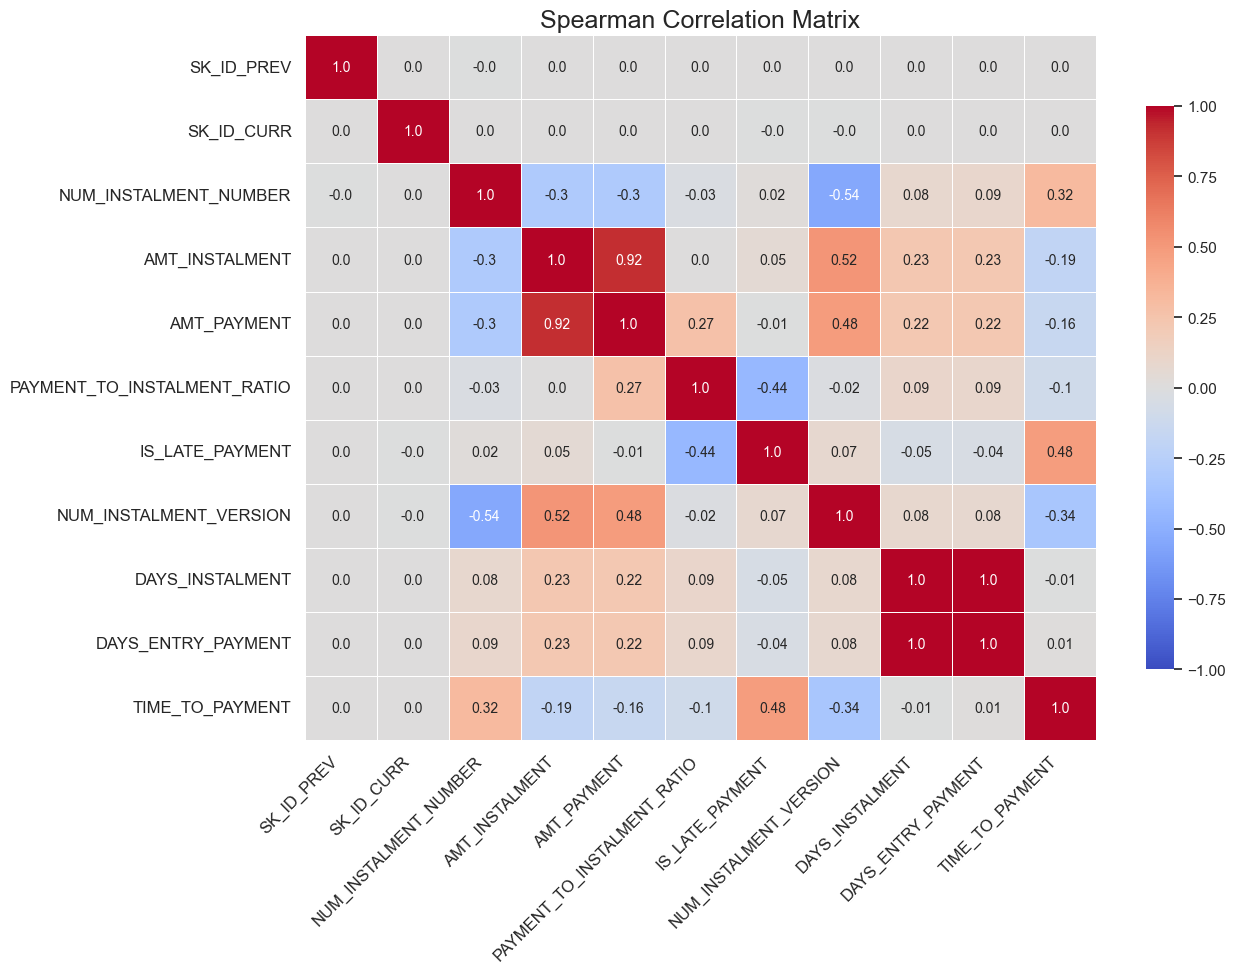 Spearman Correlation Matrix
SK_ID_PREV 1.0 0.0 -0.0 0.0 0.0 0.0 0.0 0.0 0.0 0.0 0.0
SK_ID_CURR 0.0 1.0 0.0 0.0 0.0 0.0 -0.0 -0.0 0.0 0.0 0.0
NUM_INSTALMENT_NUMBER -0.0 0.0 1.0 -0.3 -0.3 -0.03 0.02 -0.54 0.08 0.09 0.32
AMT_INSTALMENT 0.0 0.0 -0.3 1.0 0.92 0.0 0.05 0.52 0.23 0.23 -0.19
AMT_PAYMENT 0.0 0.0 -0.3 0.92 1.0 0.27 -0.01 0.48 0.22 0.22 -0.16
PAYMENT_TO_INSTALMENT_RATIO 0.0 0.0 -0.03 0.0 0.27 1.0 -0.44 -0.02 0.09 0.09 -0.1
IS_LATE_PAYMENT 0.0 -0.0 0.02 0.05 -0.01 -0.44 1.0 0.07 -0.05 -0.04 0.48
NUM_INSTALMENT_VERSION 0.0 -0.0 -0.54 0.52 0.48 -0.02 0.07 1.0 0.08 0.08 -0.34
DAYS_INSTALMENT 0.0 0.0 0.08 0.23 0.22 0.09 -0.05 0.08 1.0 1.0 -0.01
DAYS_ENTRY_PAYMENT 0.0 0.0 0.09 0.23 0.22 0.09 -0.04 0.08 1.0 1.0 0.01
TIME_TO_PAYMENT 0.0 0.0 0.32 -0.19 -0.16 -0.1 0.48 -0.34 -0.01 0.01 1.0
SK_ID_PREV
SK_ID_CURR
NUM_INSTALMENT_NUMBER
AMT_INSTALMENT
AMT_PAYMENT
PAYMENT_TO_INSTALMENT_RATIO
IS_LATE_PAYMENT
NUM_INSTALMENT_VERSION
DAYS_INSTALMENT
DAYS_ENTRY_PAYMENT
TIME_TO_PAYMENT
1.00
0.75
0.50
0.25
0.00
−0.25
−0.50
−0.75
−1.00